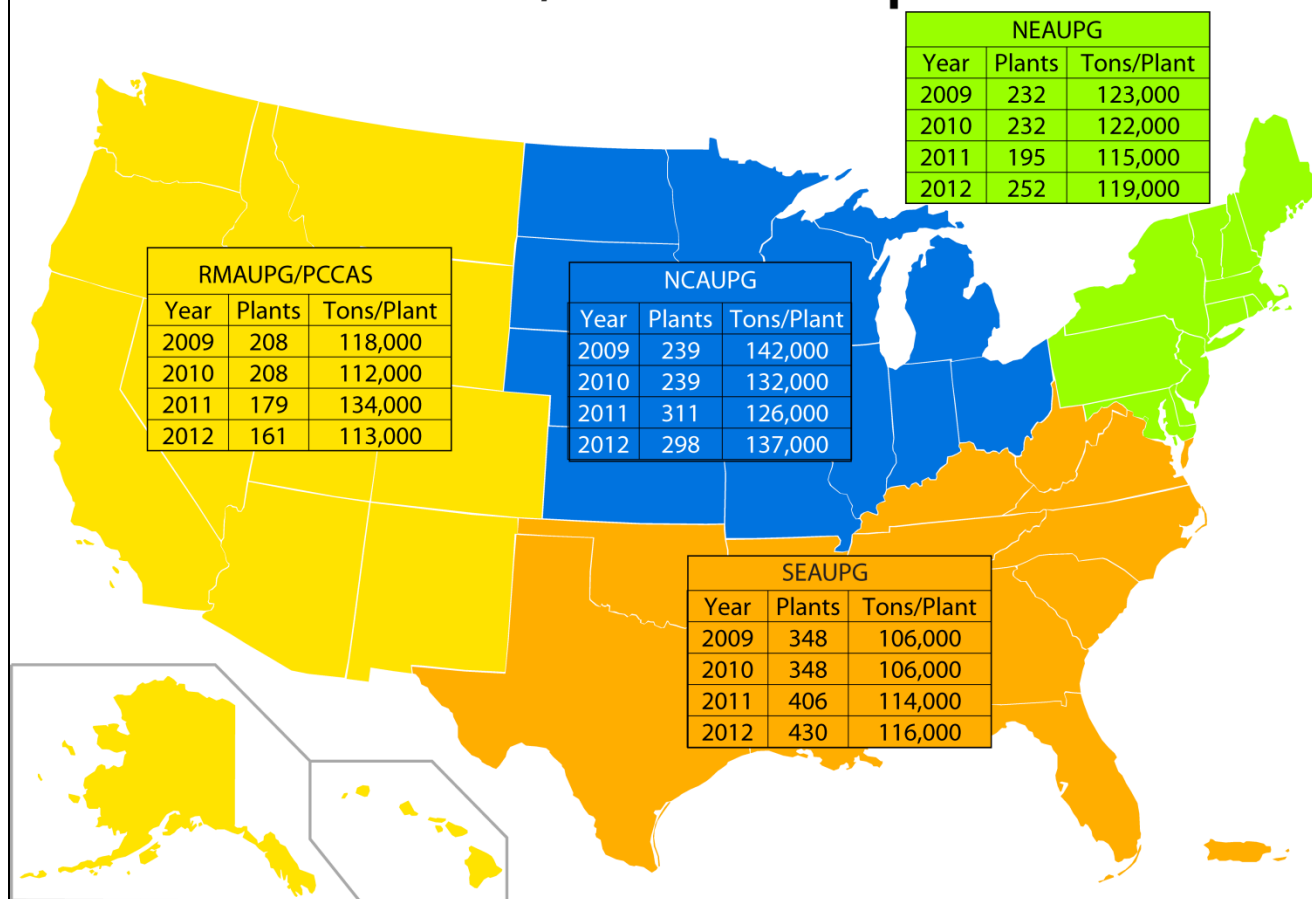 NEAUPG
Year Plants Tons/Plant
2009 232 123,000
2010 232 122,000
2011 195 115,000
2012 252 119,000
RMAUPG/PCCAS
Year Plants Tons/Plant
2009 208 118,000
2010 208 112,000
2011 179 134,000
2012 161 113,000
NCAUPG
Year Plants Tons/Plant
2009 239 142,000
2010 239 132,000
2011 311 126,000
2012 298 137,000
SEAUPG
Year Plants Tons/Plant
2009 348 106,000
2010 348 106,000
2011 406 114,000
2012 430 116,000